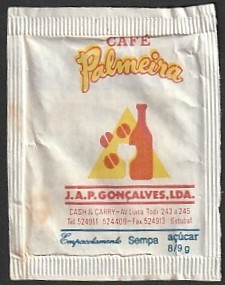 CAFÉ
Palmeira
J.A.P. GONÇALVES, LDA.
CASH & CARRY - AV Luisa Todi 243 a 245
Tel. 524911 524409 - Fax 524913 Setubal
Empacotamento Sempa açúcar
8/9 g